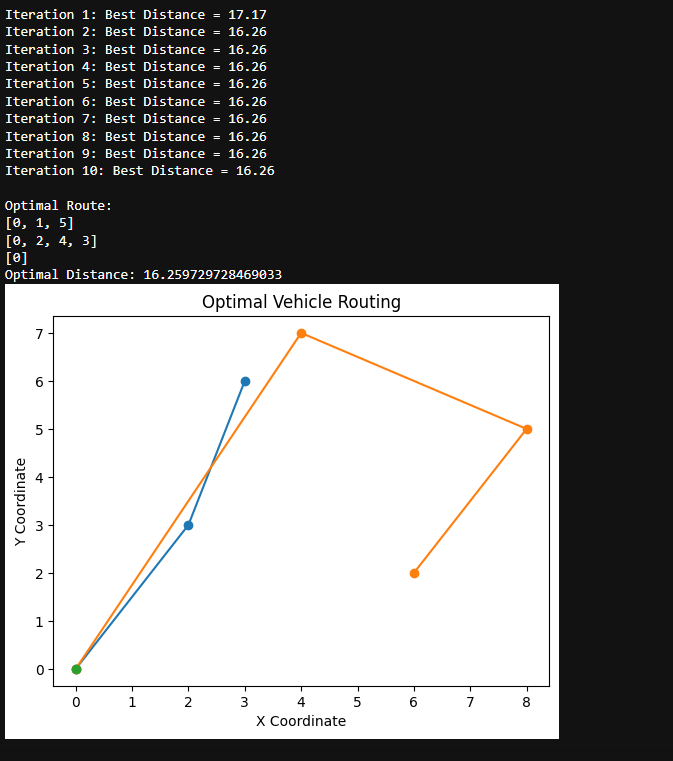 Iteration 1: Best Distance = 17.17
Iteration 2: Best Distance = 16.26
Iteration 3: Best Distance = 16.26
Iteration 4: Best Distance = 16.26
Iteration 5: Best Distance = 16.26
Iteration 6: Best Distance = 16.26
Iteration 7: Best Distance = 16.26
Iteration 8: Best Distance = 16.26
Iteration 9: Best Distance = 16.26
Iteration 10: Best Distance = 16.26
Optimal Route:
[0, 1, 5]
[0, 2, 4, 3]
[0]
Optimal Distance: 16.259729728469033
Optimal Vehicle Routing
7
6
5
4
3
2
1
0
Y Coordinate
0 1 2 3 4 5 6 7 8
X Coordinate